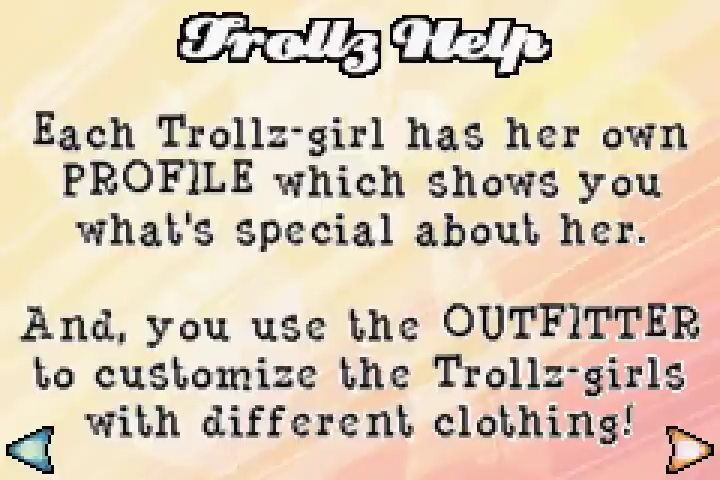 Trollz Help
Each Trollz-girl has her own
PROFILE which shows you
what's special about her.
And, you use the OUTFITTER
to customize the Trollz-girls
with different clothing!